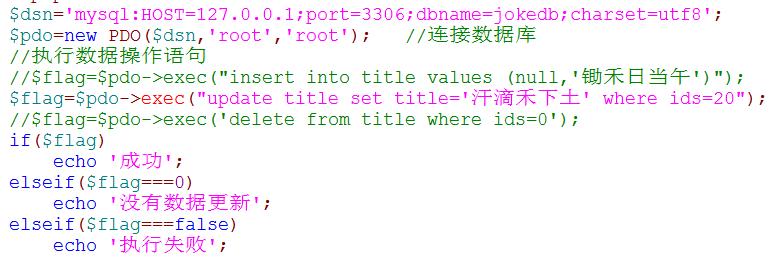 $dsn='mysql:HOST=127.0.0.1;port=3306;dbname=jokedb;charset=utf8';
$pdo=new PDO($dsn,'root','root');   //连接数据库
//执行数据操作语句
//$flag=$pdo->exec("insert into title values (null,'锄禾日当午')");
$flag=$pdo->exec("update title set title='汗滴禾下土' where ids=20");
//$flag=$pdo->exec('delete from title where ids=0');
if($flag)
    echo '成功';
elseif($flag===0)
    echo '没有数据更新';
elseif($flag===false)
    echo '执行失败';